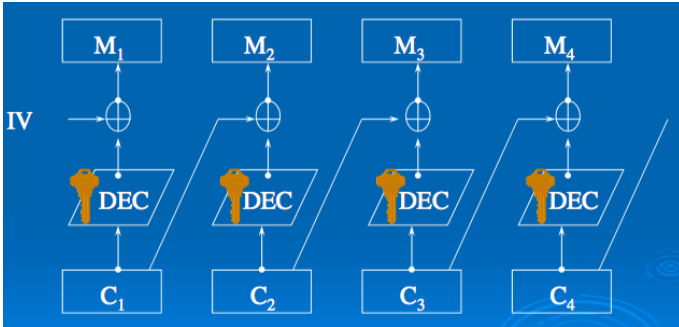 M₁ M₂ M₃ M₄
IV
DEC DEC DEC DEC
C₁ C₂ C₃ C₄